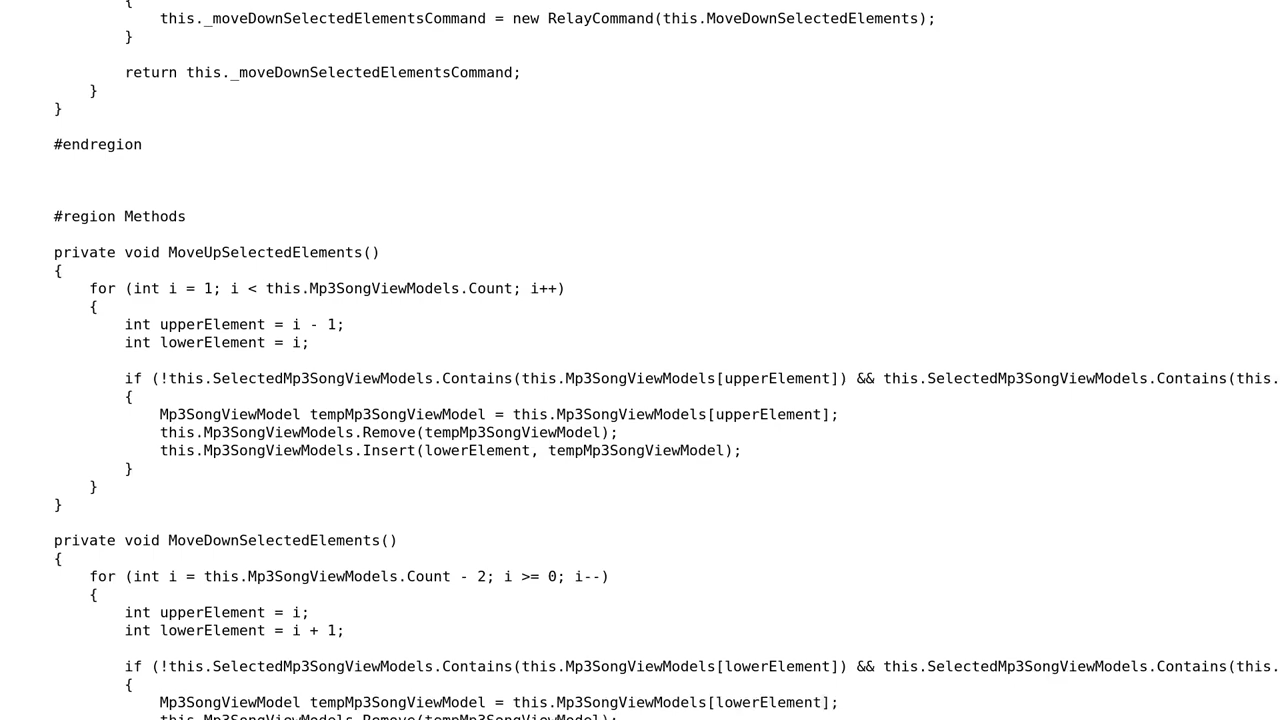 {
            this._moveDownSelectedElementsCommand = new RelayCommand(this.MoveDownSelectedElements);
        }

        return this._moveDownSelectedElementsCommand;
    }
}

#endregion

#region Methods

private void MoveUpSelectedElements()
{
    for (int i = 1; i < this.Mp3SongViewModels.Count; i++)
    {
        int upperElement = i - 1;
        int lowerElement = i;

        if (!this.SelectedMp3SongViewModels.Contains(this.Mp3SongViewModels[upperElement]) && this.SelectedMp3SongViewModels.Contains(this.
        {
            Mp3SongViewModel tempMp3SongViewModel = this.Mp3SongViewModels[upperElement];
            this.Mp3SongViewModels.Remove(tempMp3SongViewModel);
            this.Mp3SongViewModels.Insert(lowerElement, tempMp3SongViewModel);
        }
    }
}

private void MoveDownSelectedElements()
{
    for (int i = this.Mp3SongViewModels.Count - 2; i >= 0; i--)
    {
        int upperElement = i;
        int lowerElement = i + 1;

        if (!this.SelectedMp3SongViewModels.Contains(this.Mp3SongViewModels[lowerElement]) && this.SelectedMp3SongViewModels.Contains(this.
        {
            Mp3SongViewModel tempMp3SongViewModel = this.Mp3SongViewModels[lowerElement];
            this.Mp3SongViewModels.Remove(tempMp3SongViewModel);